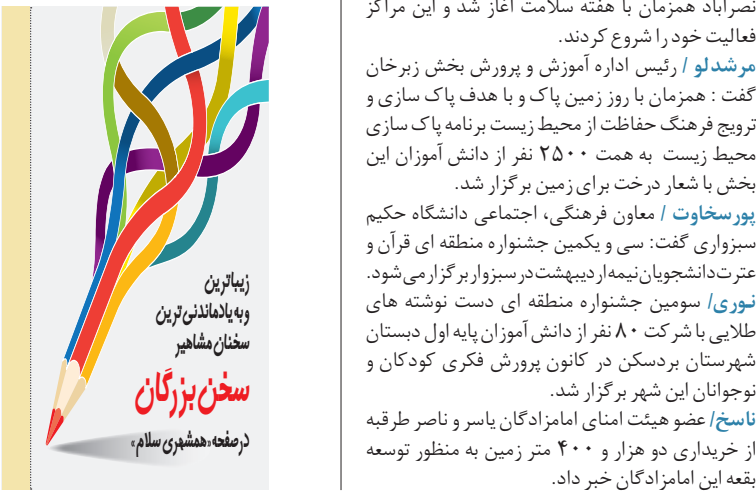 نصرآباد همزمان با هفته سلامت آغاز شد و این مراکز
فعالیت خود را شروع کردند.
مرشدلو / رئیس اداره آموزش و پرورش بخش زبرخان
گفت : همزمان با روز زمین پاک و با هدف پاک سازی و
ترویج فرهنگ حفاظت از محیط زیست برنامه پاک سازی
محیط زیست به همت ۲۵۰۰ نفر از دانش آموزان این
بخش با شعار درخت برای زمین برگزار شد.
پورسخاوت / معاون فرهنگی، اجتماعی دانشگاه حکیم
سبزواری گفت: سی و یکمین جشنواره منطقه ای قرآن و
عترت دانشجویان نیمه اردیبهشت در سبزوار برگزار می شود.
نوری/ سومین جشنواره منطقه ای دست نوشته های
طلایی با شرکت ۸۰ نفر از دانش آموزان پایه اول دبستان
شهرستان بردسکن در کانون پرورش فکری کودکان و
نوجوانان این شهر برگزار شد.
ناسخ/ عضو هیئت امنای امامزادگان یاسر و ناصر طرقبه
از خریداری دو هزار و ۴۰۰ متر زمین به منظور توسعه
بقعه این امامزادگان خبر داد.
زیباترین
و به یادماندنی ترین
سخنان مشاهیر
سخن بزرگان
در صفحه «همشهری سلام»